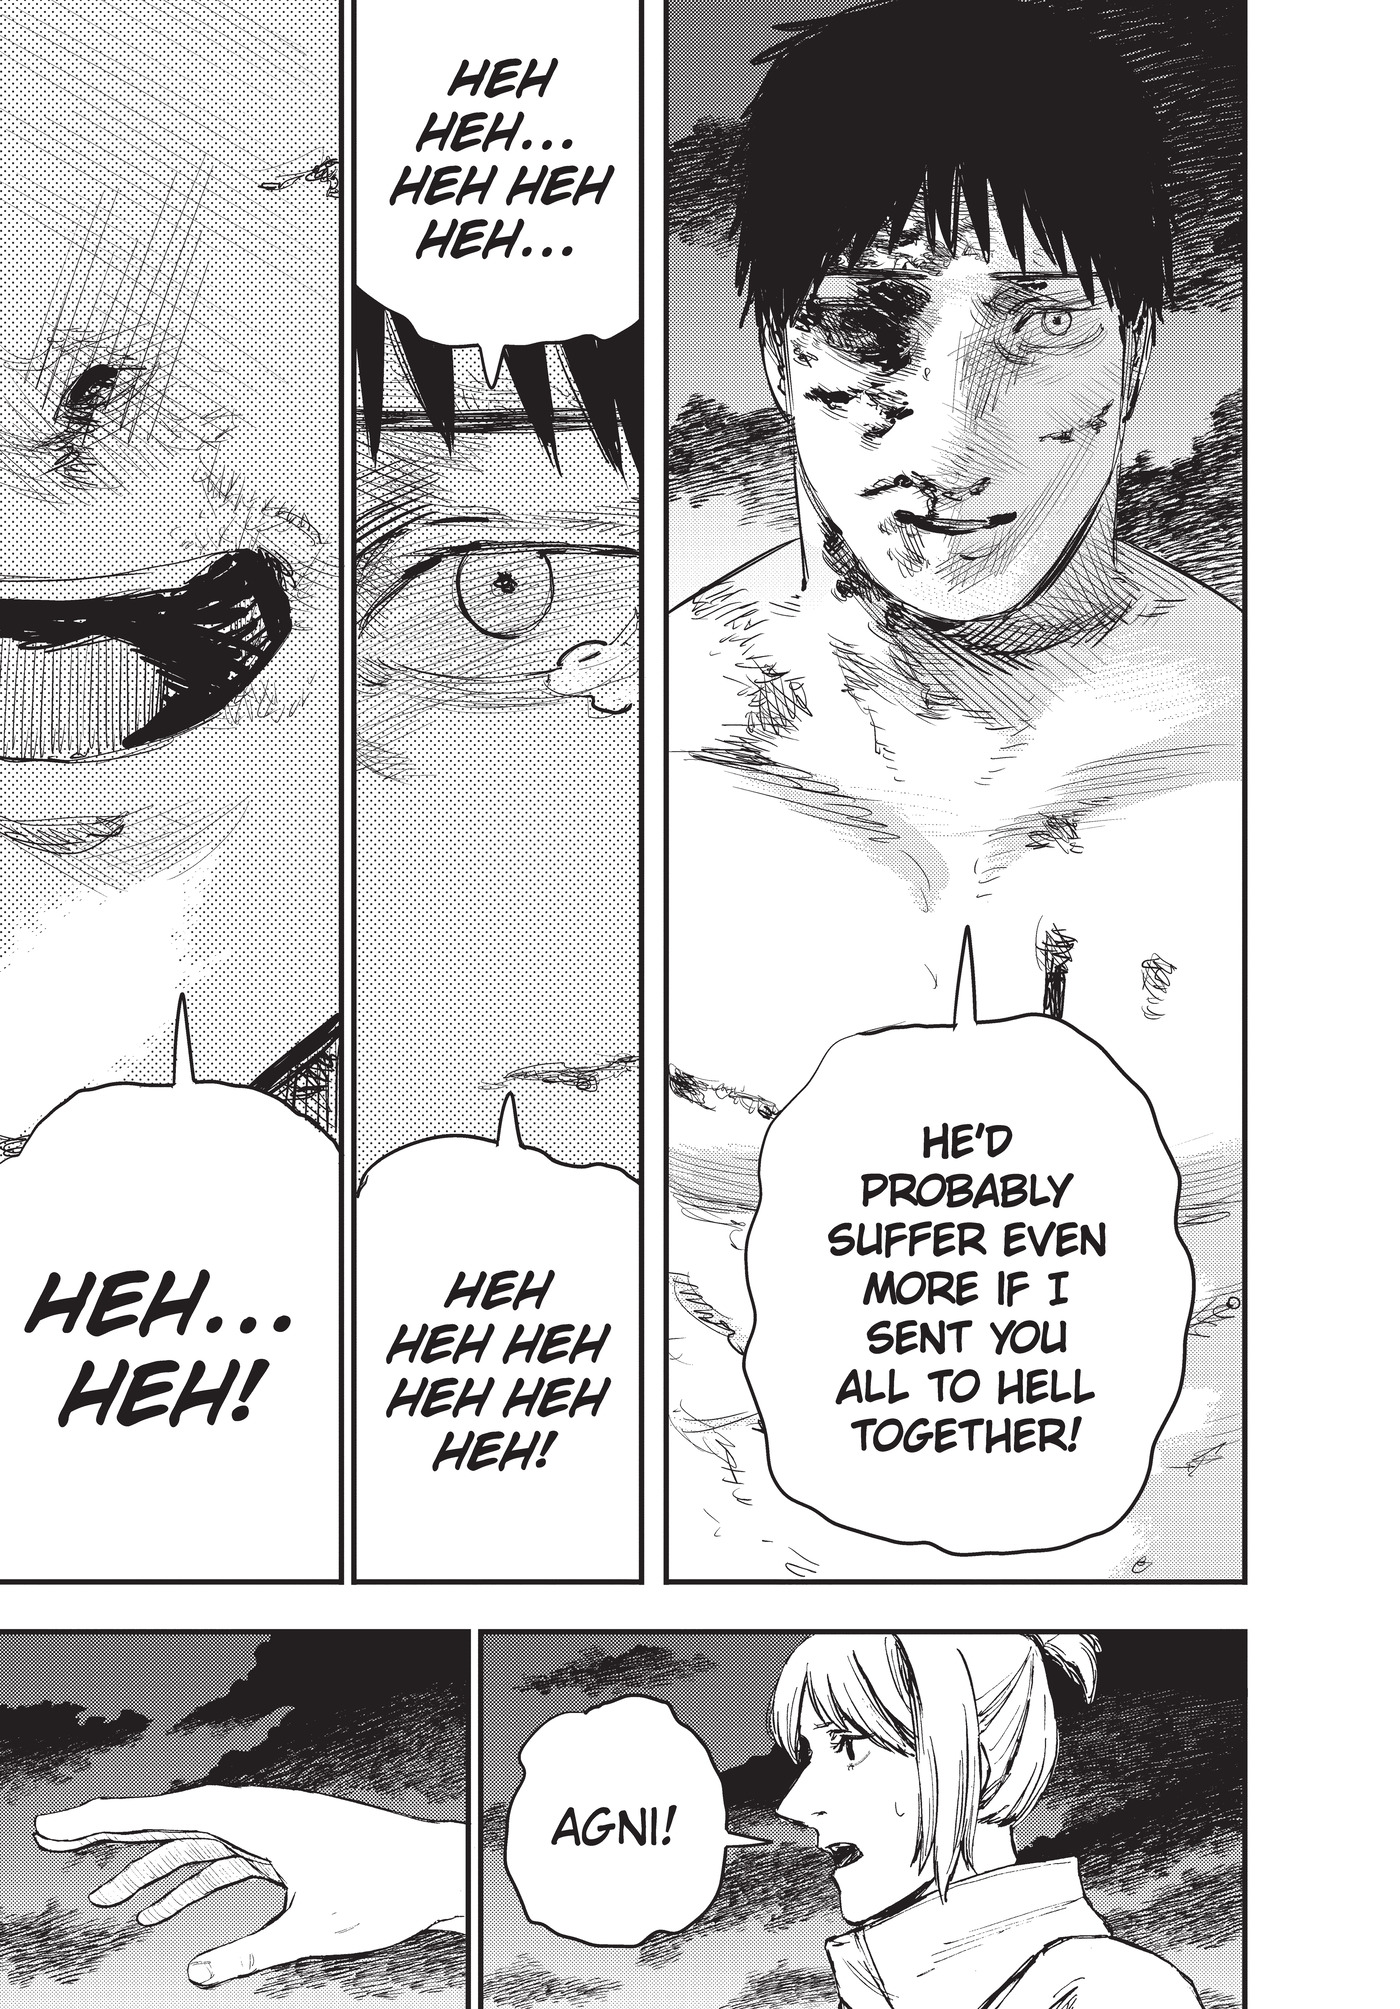 HE'D
PROBABLY
SUFFER EVEN
MORE IF I
SENT YOU
ALL TO HELL
TOGETHER!
HEH
HEH...
HEH HEH
HEH...
HEH
HEH HEH
HEH HEH
HEH!
HEH...
HEH!
AGNI!